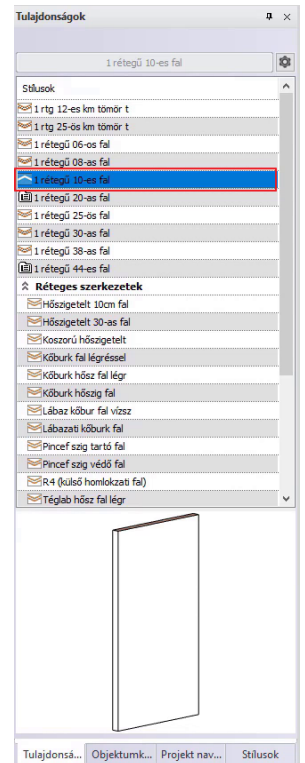 Tulajdonságok
1 rétegű 10-es fal
Stílusok
1 rtg 12-es km tömör t
1 rtg 25-ös km tömör t
1 rétegű 06-os fal
1 rétegű 08-as fal
1 rétegű 10-es fal
1 rétegű 20-as fal
1 rétegű 25-ös fal
1 rétegű 30-as fal
1 rétegű 38-as fal
1 rétegű 44-es fal
Réteges szerkezetek
Hőszigetelt 10cm fal
Hőszigetelt 30-as fal
Koszorú hőszigetelt
Kőburk fal légréssel
Kőburk hősz fal légr
Kőburk hőszig fal
Lábaz kőbur fal vízsz
Lábazati kőburk fal
Pincef szig tartó fal
Pincef szig védő fal
R4 (külső homlokzati fal)
Téglab hősz fal légr
Tulajdonsá... Objektumk... Projekt nav... Stílusok